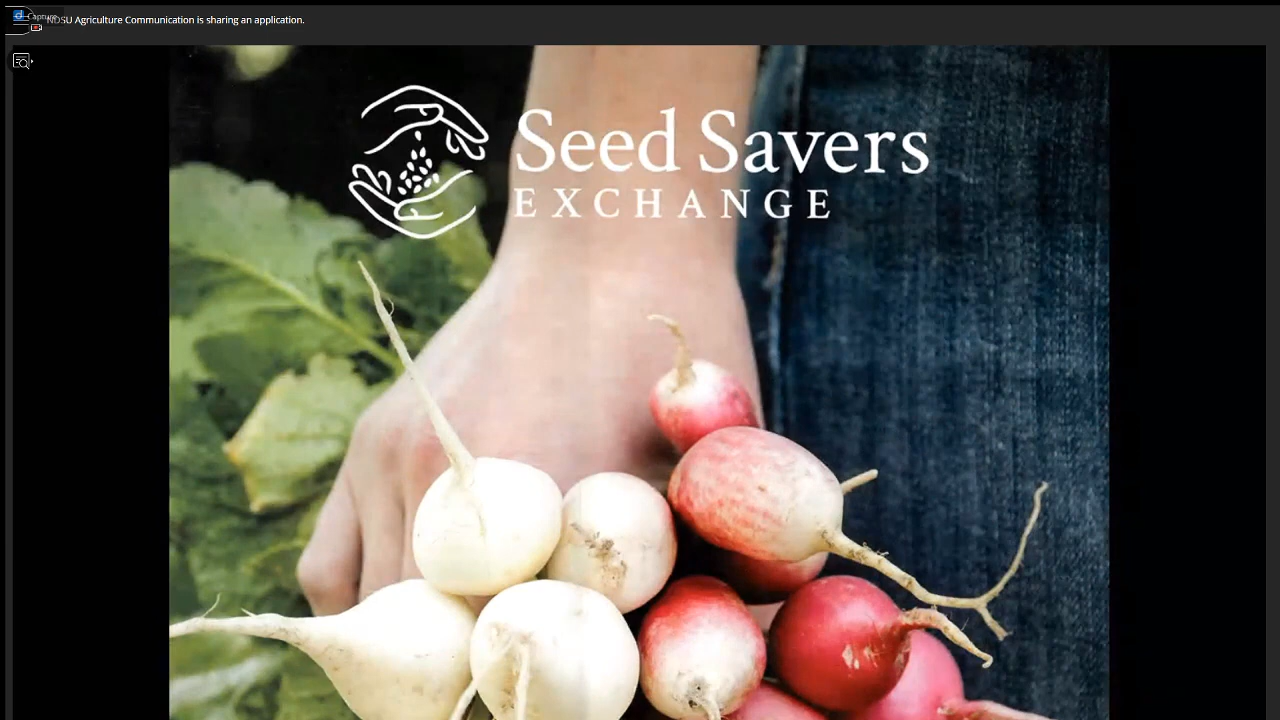 NDSU Agriculture Communication is sharing an application.
Seed Savers
EXCHANGE